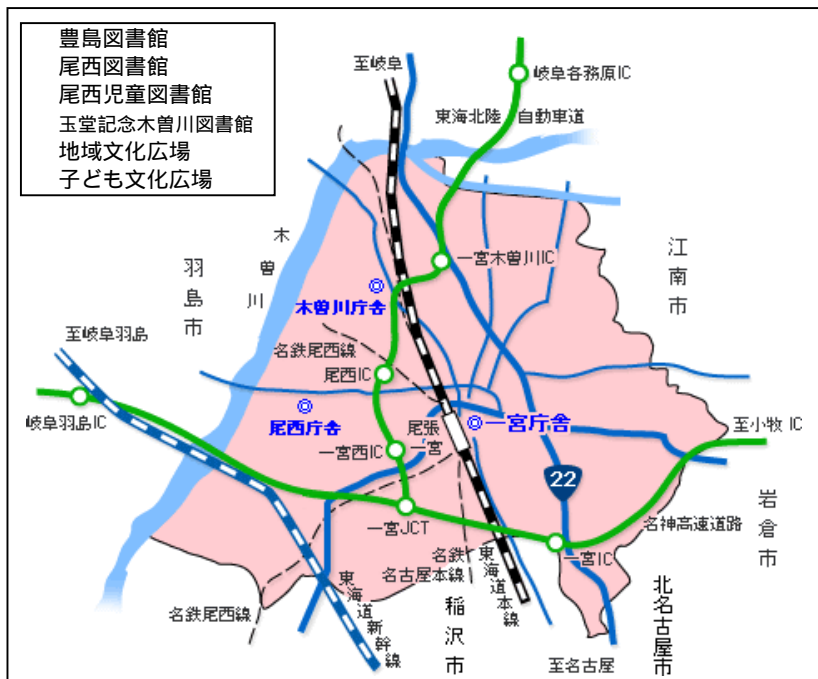 豊島図書館
尾西図書館
尾西児童図書館
玉堂記念木曽川図書館
地域文化広場
子ども文化広場
至岐阜
岐阜各務原IC
東海北陸 自動車道
木曽川
羽島市
江南市
一宮木曽川IC
木曽川庁舎
至岐阜羽島
名鉄尾西線
尾西IC
岐阜羽島IC
尾西庁舎
尾張一宮
一宮庁舎
至小牧IC
一宮西IC
22
岩倉市
一宮JCT
名神高速道路
一宮IC
名鉄名古屋本線
東海道本線
名鉄尾西線
東海道新幹線
稲沢市
北名古屋市
至名古屋